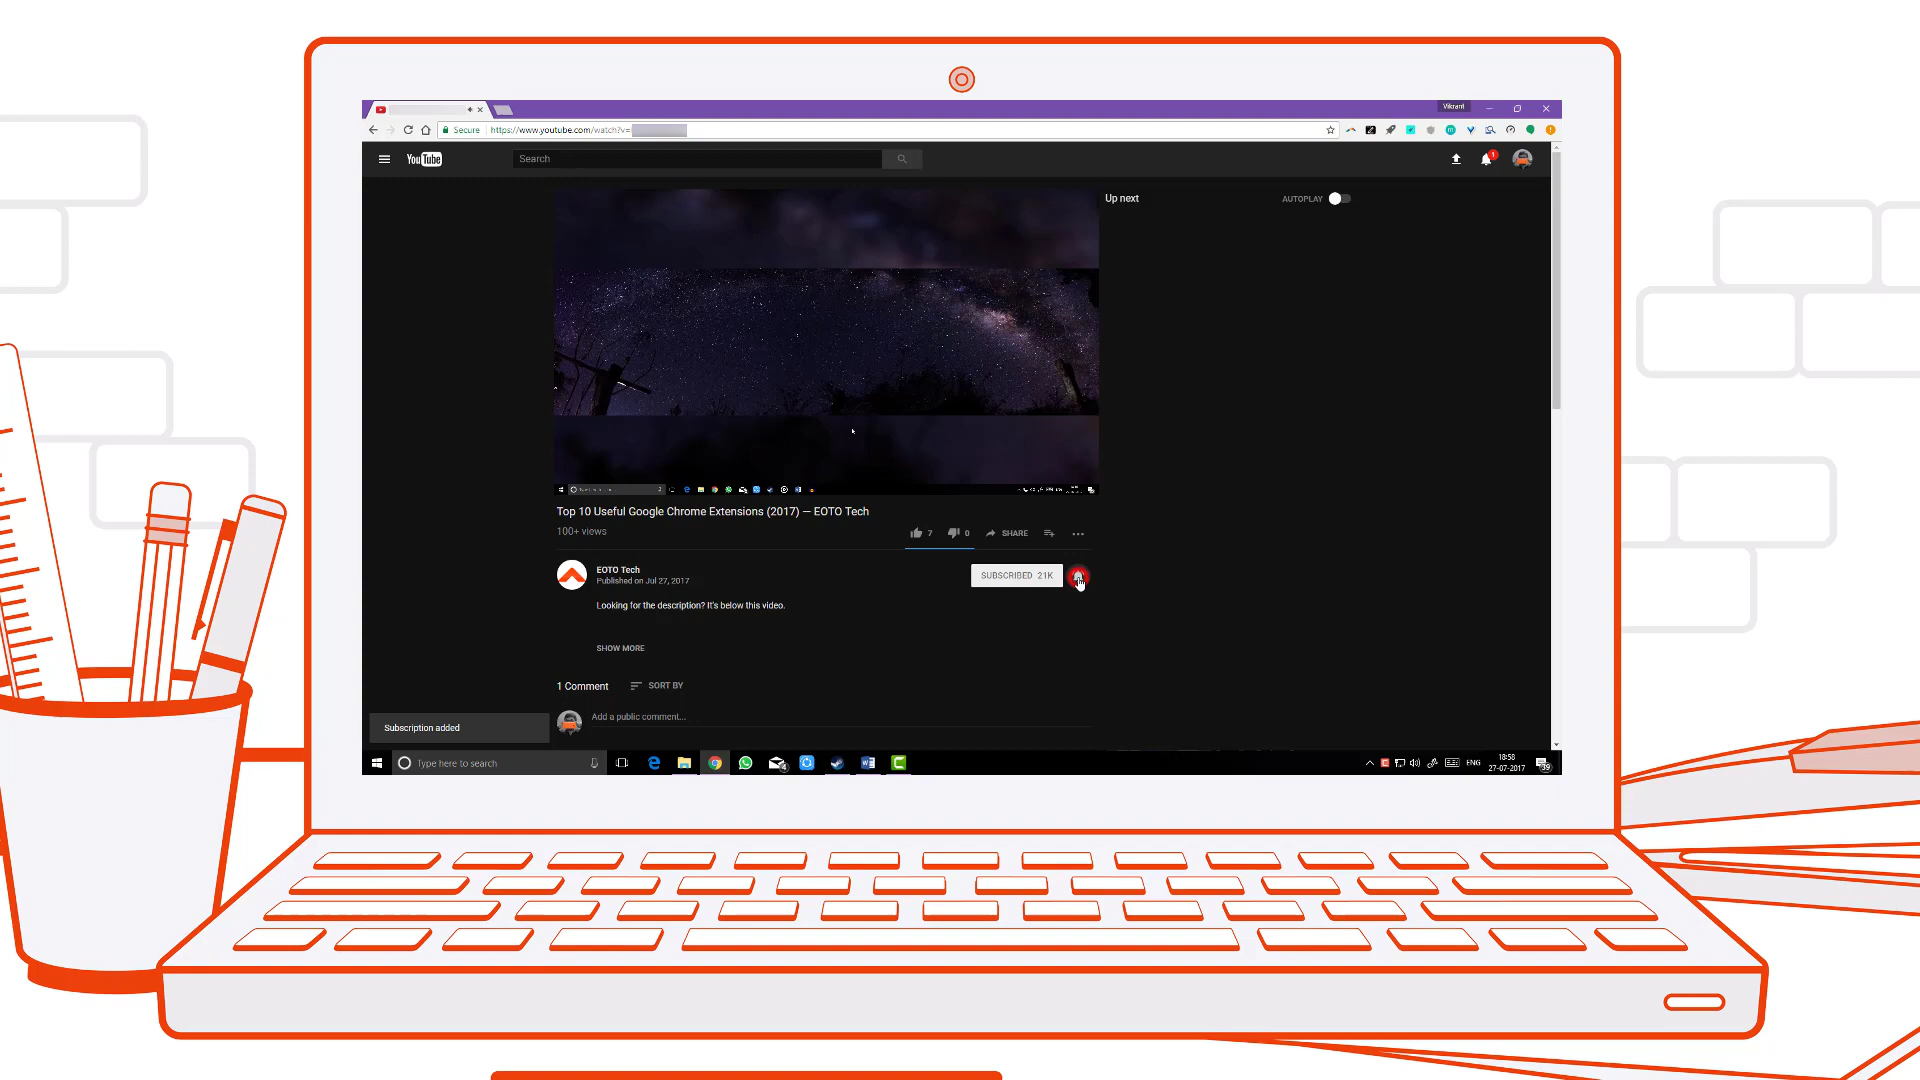 Vikrant
Secure https://www.youtube.com/watch?v=
YouTube
Search
1
Up next
AUTOPLAY
Top 10 Useful Google Chrome Extensions (2017) — EOTO Tech
100+ views
7
0
SHARE
EOTO Tech
Published on Jul 27, 2017
SUBSCRIBED 21K
Looking for the description? It's below this video.
SHOW MORE
1 Comment
SORT BY
Add a public comment...
Subscription added
Type here to search
4
ENG
18:58
27-07-2017
39